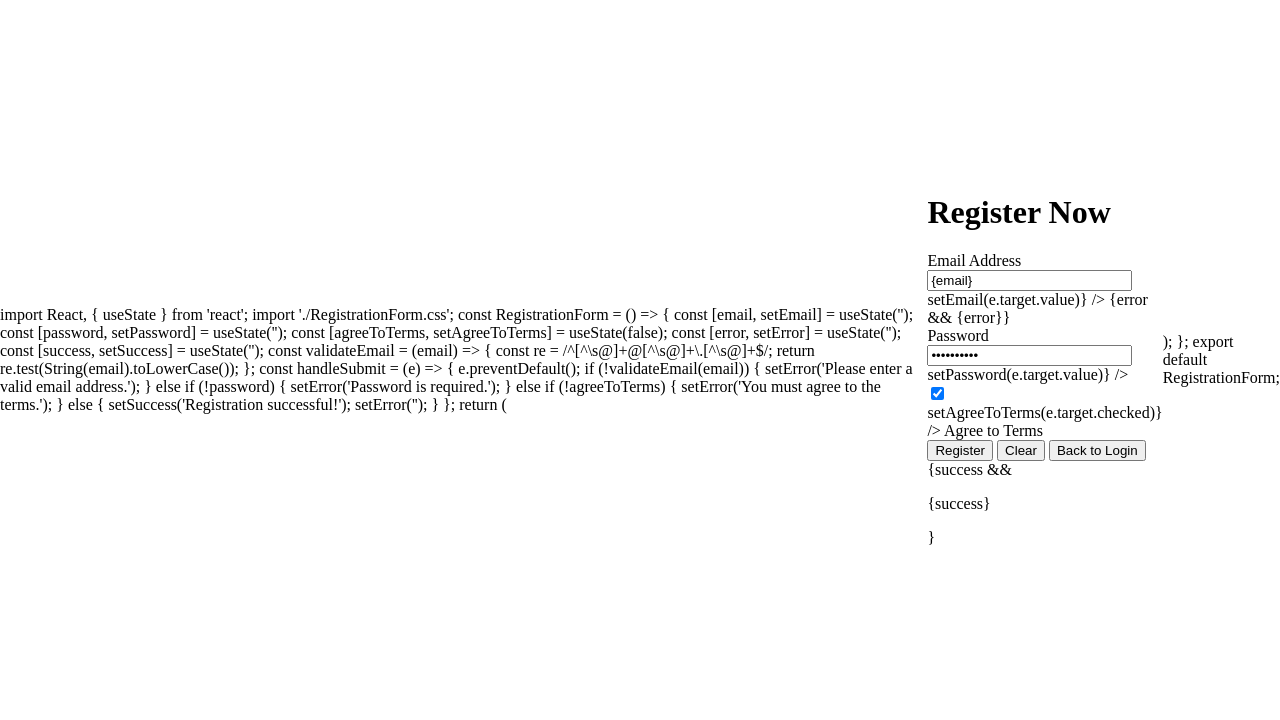 import React, { useState } from 'react'; import './RegistrationForm.css'; const RegistrationForm = () => { const [email, setEmail] = useState('');
const [password, setPassword] = useState(''); const [agreeToTerms, setAgreeToTerms] = useState(false); const [error, setError] = useState('');
const [success, setSuccess] = useState(''); const validateEmail = (email) => { const re = /^[^\s@]+@[^\s@]+\.[^\s@]+$/; return
re.test(String(email).toLowerCase()); }; const handleSubmit = (e) => { e.preventDefault(); if (!validateEmail(email)) { setError('Please enter a
valid email address.'); } else if (!password) { setError('Password is required.'); } else if (!agreeToTerms) { setError('You must agree to the
terms.'); } else { setSuccess('Registration successful!'); setError(''); } }; return (
Register Now
Email Address
{email}
setEmail(e.target.value)} /> {error
&& {error}}
Password
••••••••••
setPassword(e.target.value)} />
setAgreeToTerms(e.target.checked)}
/> Agree to Terms
Register Clear Back to Login
{success &&
{success}
}
); }; export
default
RegistrationForm;